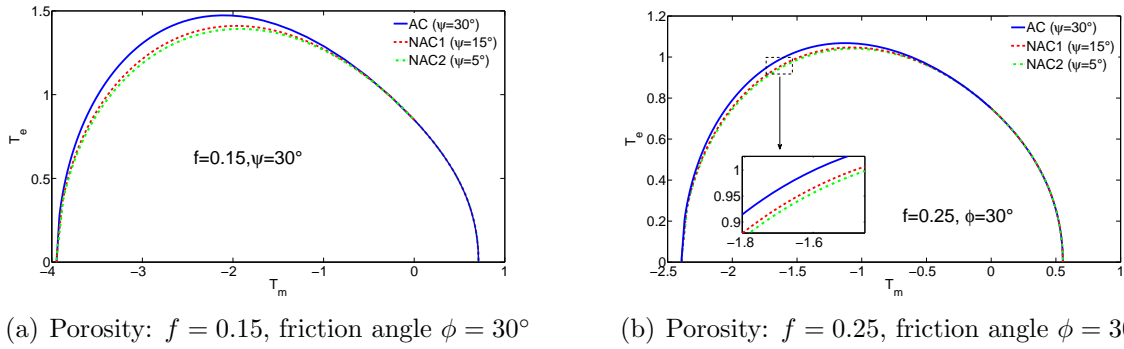 1.5
1
0.5
0
−4
−3
−2
−1
0
1
T_e
T_m
AC (ψ=30°)
NAC1 (ψ=15°)
NAC2 (ψ=5°)
f=0.15,ψ=30°
(a) Porosity: f = 0.15, friction angle ϕ = 30°
1.2
1
0.8
0.6
0.4
0.2
0
−2.5
−2
−1.5
−1
−0.5
0
0.5
1
T_e
T_m
AC (ψ=30°)
NAC1 (ψ=15°)
NAC2 (ψ=5°)
1
0.95
0.9
−1.8
−1.6
f=0.25, ϕ=30°
(b) Porosity: f = 0.25, friction angle ϕ = 3